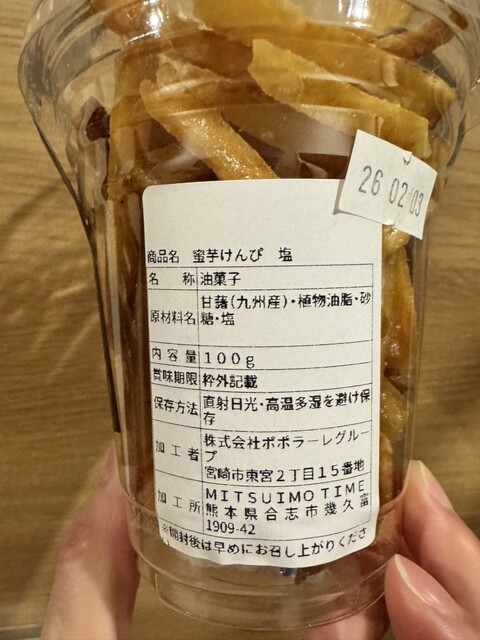 26 02 03
商品名 蜜芋けんぴ 塩
名 称 油菓子
原材料名 甘藷(九州産)・植物油脂・砂
糖・塩
内容量 100g
賞味期限 枠外記載
保存方法 直射日光・高温多湿を避け保
存
加工者 株式会社ポポラーレグルー
プ
宮崎市東宮2丁目15番地
加工所 MITSUIMO TIME
熊本県合志市幾久富
1909-42
※開封後は早めにお召し上がりくださ